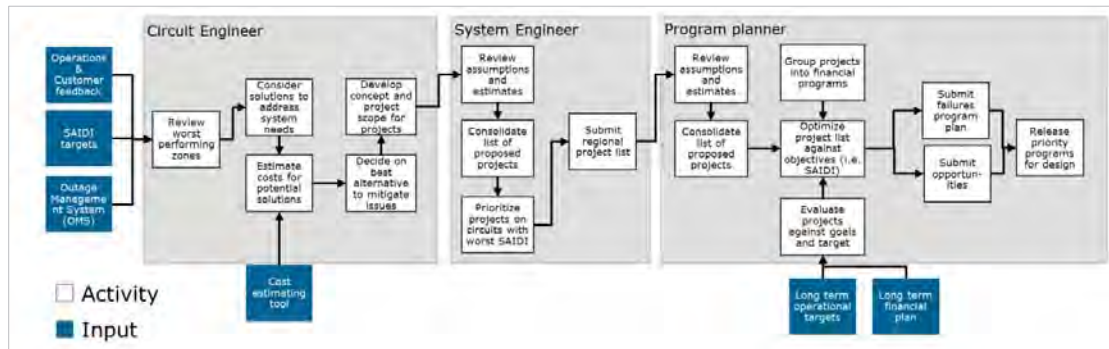 Circuit Engineer
System Engineer
Program planner
Operations
&
Customer
feedback
SAIDI
targets
Outage
Managem
ent System
(OMS)
Review
worst
performing
zones
Consider
solutions to
address
system
needs
Estimate
costs for
potential
solutions
Cost
estimating
tool
Develop
concept and
project scope
for projects
Decide on
best
alternative to
mitigate
issues
Review
assumptions
and
estimates
Consolidate
list of
proposed
projects
Prioritize
projects on
circuits with
worst SAIDI
Submit
regional
project list
Review
assumptions
and
estimates
Consolidate
list of
proposed
projects
Group
projects
into financial
programs
Optimize
project list
against
objectives (i.e.
SAIDI)
Evaluate
projects
against goals
and target
Long term
operational
targets
Long term
financial
plan
Submit
failures
program
plan
Submit
opportun-
ities
Release
priority
programs
for design
Activity
Input